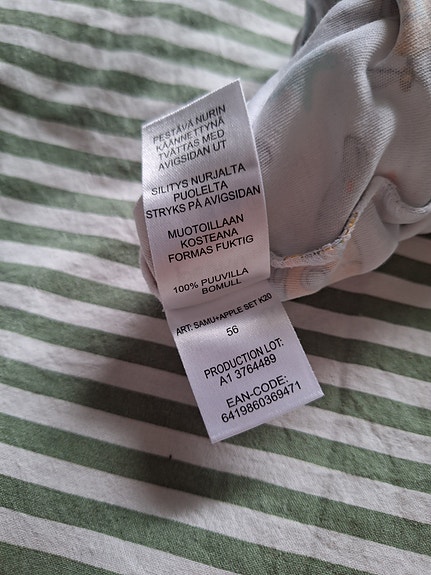 PESTÄVÄ NURIN
KÄÄNNETTYNÄ
TVÄTTAS MED
AVIGSIDAN UT
SILITYS NURJALTA
PUOLELTA
STRYKS PÅ AVIGSIDAN
MUOTOILLAAN
KOSTEANA
FORMAS FUKTIG
100% PUUVILLA
BOMULL
ART: SAMU+APPLE SET K20
56
PRODUCTION LOT:
A1 3764489
EAN-CODE:
6419860369471